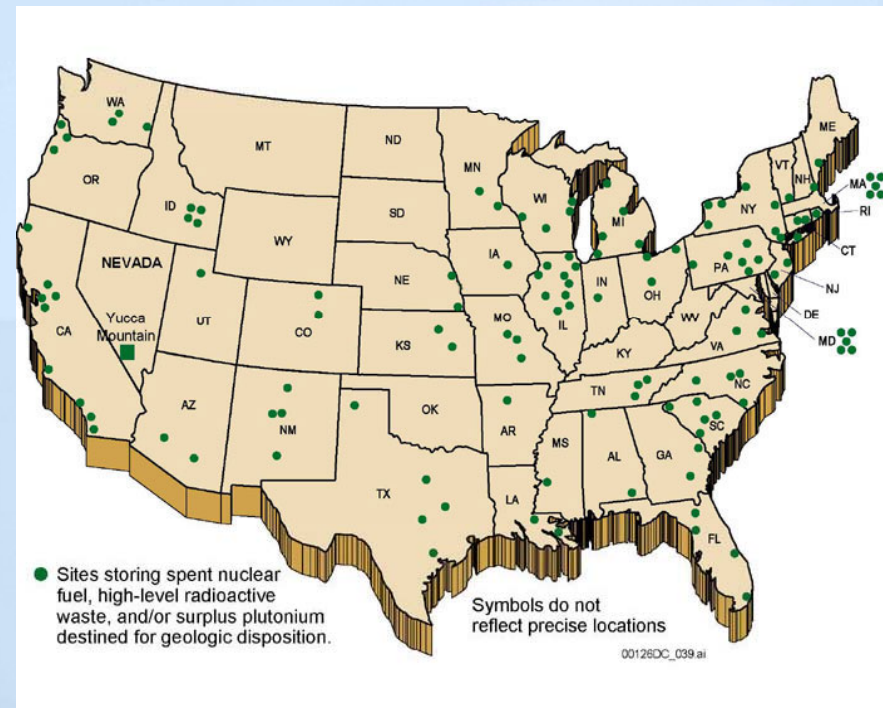 WA
ME
MT
ND
MN
VT
NH
MA
OR
ID
WI
NY
SD
MI
RI
WY
CT
IA
PA
NEVADA
NE
NJ
IN
OH
UT
DE
Yucca
Mountain
CO
IL
WV
MD
CA
KS
MO
VA
KY
NC
TN
AZ
OK
NM
AR
SC
MS
AL
GA
TX
LA
FL
Sites storing spent nuclear
fuel, high-level radioactive
waste, and/or surplus plutonium
destined for geologic disposition.
Symbols do not
reflect precise locations
00126DC_039.ai